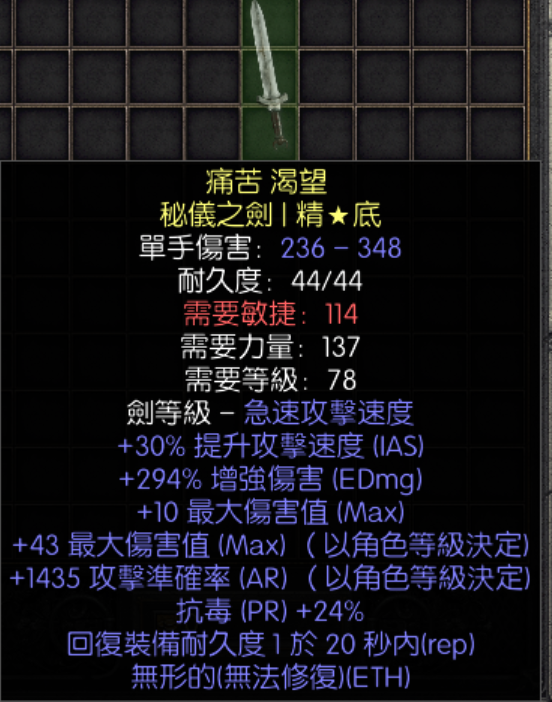 痛苦 渴望
秘儀之劍 | 精★底
單手傷害： 236 – 348
耐久度： 44/44
需要敏捷： 114
需要力量： 137
需要等級： 78
劍等級 – 急速攻擊速度
+30% 提升攻擊速度 (IAS)
+294% 增強傷害 (EDmg)
+10 最大傷害值 (Max)
+43 最大傷害值 (Max) （以角色等級決定)
+1435 攻擊準確率 (AR) （以角色等級決定)
抗毒 (PR) +24%
回復裝備耐久度 1 於 20 秒內(rep)
無形的(無法修復)(ETH)